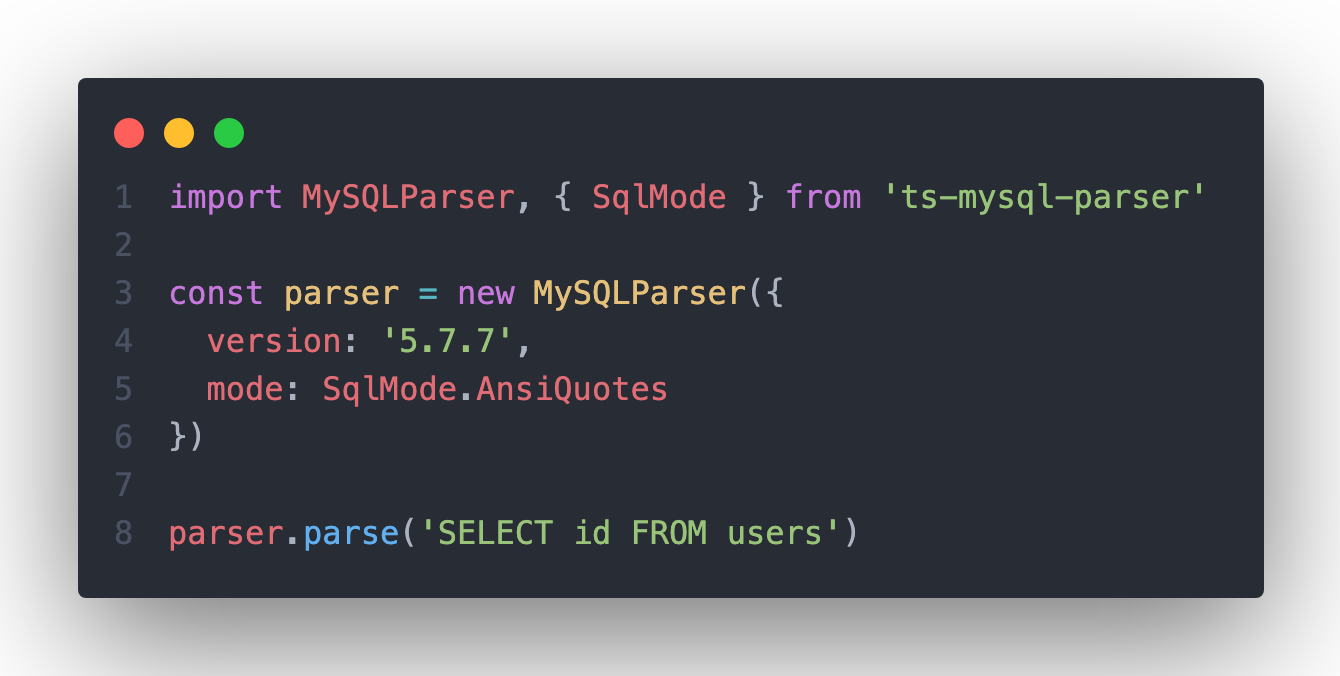 1 import MySQLParser, { SqlMode } from 'ts-mysql-parser'
2
3 const parser = new MySQLParser({
4   version: '5.7.7',
5   mode: SqlMode.AnsiQuotes
6 })
7
8 parser.parse('SELECT id FROM users')